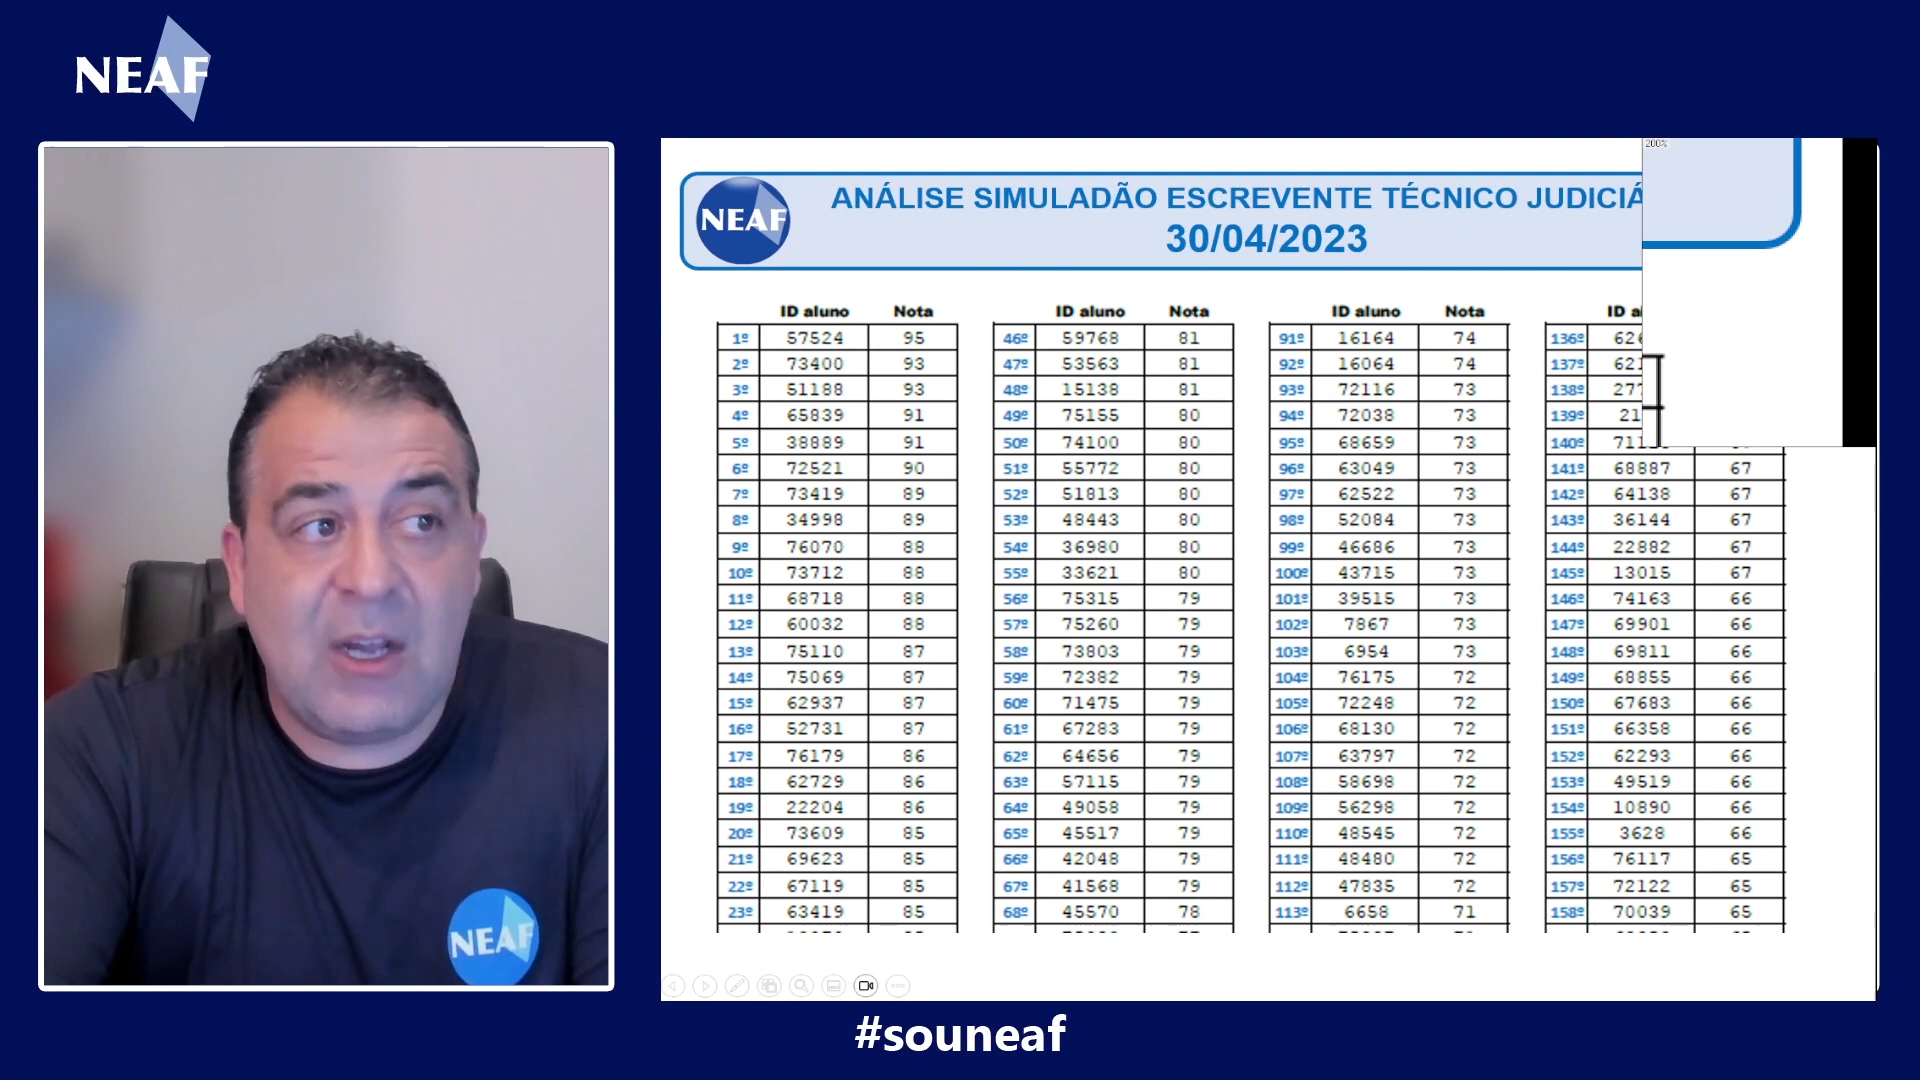 NEAF
200%
NEAF
ANÁLISE SIMULADÃO ESCREVENTE TÉCNICO JUDICIÁ
30/04/2023
ID aluno Nota ID aluno Nota ID aluno Nota ID al
1º 57524 95 46º 59768 81 91º 16164 74 136º 626
2º 73400 93 47º 53563 81 92º 16064 74 137º 621
3º 51188 93 48º 15138 81 93º 72116 73 138º 277
4º 65839 91 49º 75155 80 94º 72038 73 139º 21
5º 38889 91 50º 74100 80 95º 68659 73 140º 711
6º 72521 90 51º 55772 80 96º 63049 73 141º 68887 67
7º 73419 89 52º 51813 80 97º 62522 73 142º 64138 67
8º 34998 89 53º 48443 80 98º 52084 73 143º 36144 67
9º 76070 88 54º 36980 80 99º 46686 73 144º 22882 67
10º 73712 88 55º 33621 80 100º 43715 73 145º 13015 67
11º 68718 88 56º 75315 79 101º 39515 73 146º 74163 66
12º 60032 88 57º 75260 79 102º 7867 73 147º 69901 66
13º 75110 87 58º 73803 79 103º 6954 73 148º 69811 66
14º 75069 87 59º 72382 79 104º 76175 72 149º 68855 66
15º 62937 87 60º 71475 79 105º 72248 72 150º 67683 66
16º 52731 87 61º 67283 79 106º 68130 72 151º 66358 66
17º 76179 86 62º 64656 79 107º 63797 72 152º 62293 66
18º 62729 86 63º 57115 79 108º 58698 72 153º 49519 66
19º 22204 86 64º 49058 79 109º 56298 72 154º 10890 66
20º 73609 85 65º 45517 79 110º 48545 72 155º 3628 66
21º 69623 85 66º 42048 79 111º 48480 72 156º 76117 65
22º 67119 85 67º 41568 79 112º 47835 72 157º 72122 65
23º 63419 85 68º 45570 78 113º 6658 71 158º 70039 65
NEAF
#souneaf